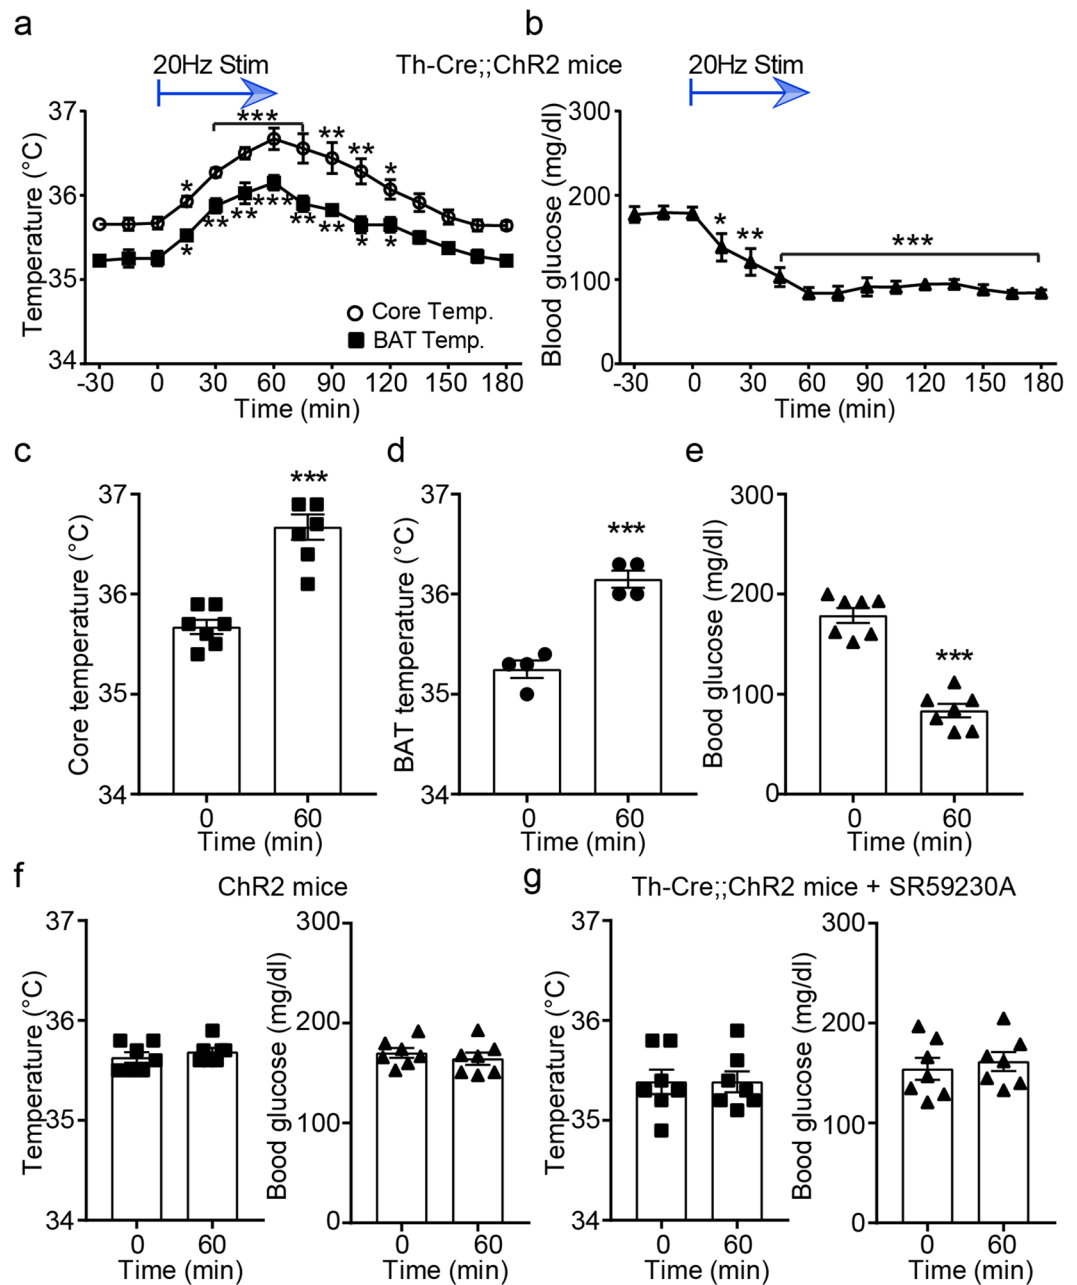 a
b
20Hz Stim
Th-Cre;;ChR2 mice
20Hz Stim
37
36
35
34
Temperature (°C)
***
*
**
**
*
*
**
**
***
**
**
*
*
Core Temp.
BAT Temp.
-30 0 30 60 90 120 150 180
Time (min)
300
200
100
0
Blood glucose (mg/dl)
*
**
***
-30 0 30 60 90 120 150 180
Time (min)
c
d
e
37
36
35
34
Core temperature (°C)
***
0 60
Time (min)
37
36
35
34
BAT temperature (°C)
***
0 60
Time (min)
300
200
100
0
Bood glucose (mg/dl)
***
0 60
Time (min)
f
ChR2 mice
g
Th-Cre;;ChR2 mice + SR59230A
37
36
35
34
Temperature (°C)
0 60
Time (min)
300
200
100
0
Bood glucose (mg/dl)
0 60
Time (min)
37
36
35
34
Temperature (°C)
0 60
Time (min)
300
200
100
0
Bood glucose (mg/dl)
0 60
Time (min)